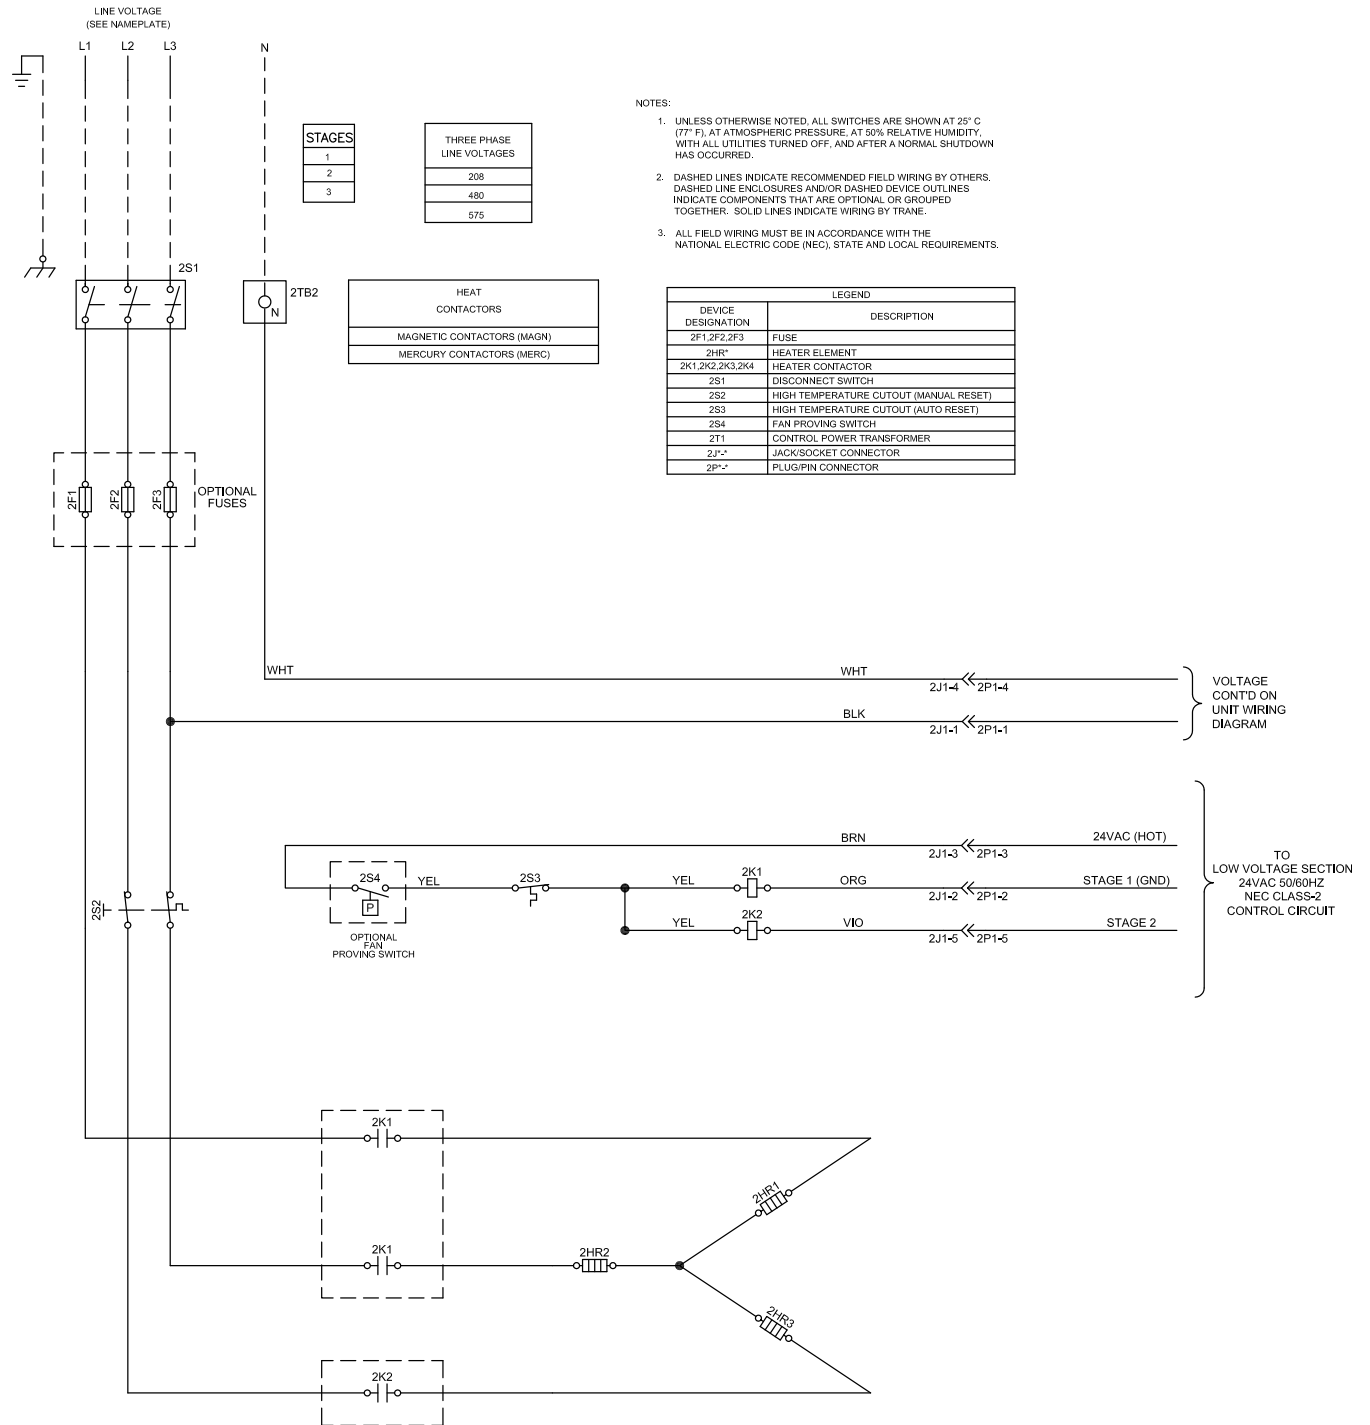 LINE VOLTAGE
(SEE NAMEPLATE)
L1 L2 L3 N
STAGES
1
2
3
THREE PHASE
LINE VOLTAGES
208
480
575
NOTES:
1. UNLESS OTHERWISE NOTED, ALL SWITCHES ARE SHOWN AT 25° C
(77° F), AT ATMOSPHERIC PRESSURE, AT 50% RELATIVE HUMIDITY,
WITH ALL UTILITIES TURNED OFF, AND AFTER A NORMAL SHUTDOWN
HAS OCCURRED.
2. DASHED LINES INDICATE RECOMMENDED FIELD WIRING BY OTHERS.
DASHED LINE ENCLOSURES AND/OR DASHED DEVICE OUTLINES
INDICATE COMPONENTS THAT ARE OPTIONAL OR GROUPED
TOGETHER. SOLID LINES INDICATE WIRING BY TRANE.
3. ALL FIELD WIRING MUST BE IN ACCORDANCE WITH THE
NATIONAL ELECTRIC CODE (NEC), STATE AND LOCAL REQUIREMENTS.
2S1
2TB2
N
HEAT
CONTACTORS
MAGNETIC CONTACTORS (MAGN)
MERCURY CONTACTORS (MERC)
LEGEND
DEVICE
DESIGNATION
DESCRIPTION
2F1,2F2,2F3 FUSE
2HR* HEATER ELEMENT
2K1,2K2,2K3,2K4 HEATER CONTACTOR
2S1 DISCONNECT SWITCH
2S2 HIGH TEMPERATURE CUTOUT (MANUAL RESET)
2S3 HIGH TEMPERATURE CUTOUT (AUTO RESET)
2S4 FAN PROVING SWITCH
2T1 CONTROL POWER TRANSFORMER
2J*-* JACK/SOCKET CONNECTOR
2P*-* PLUG/PIN CONNECTOR
2F1 2F2 2F3
OPTIONAL
FUSES
WHT WHT
2J1-4 2P1-4
BLK
2J1-1 2P1-1
VOLTAGE
CONT'D ON
UNIT WIRING
DIAGRAM
BRN 24VAC (HOT)
2J1-3 2P1-3
2S4 YEL 2S3 YEL 2K1 ORG STAGE 1 (GND)
P
2J1-2 2P1-2
OPTIONAL
FAN
PROVING SWITCH
YEL 2K2 VIO STAGE 2
2J1-5 2P1-5
TO
LOW VOLTAGE SECTION
24VAC 50/60HZ
NEC CLASS-2
CONTROL CIRCUIT
2S2
2K1
2HR1
2K1
2HR2
2HR3
2K2